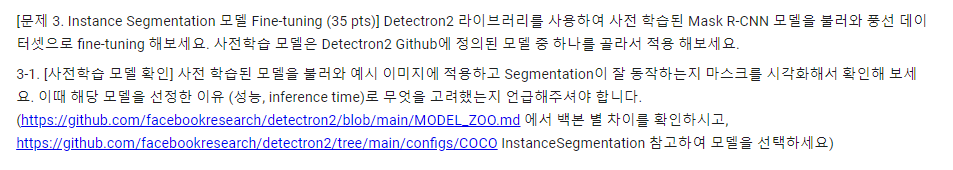 [문제 3. Instance Segmentation 모델 Fine-tuning (35 pts)] Detectron2 라이브러리를 사용하여 사전 학습된 Mask R-CNN 모델을 불러와 풍선 데이
터셋으로 fine-tuning 해보세요. 사전학습 모델은 Detectron2 Github에 정의된 모델 중 하나를 골라서 적용 해보세요.
3-1. [사전학습 모델 확인] 사전 학습된 모델을 불러와 예시 이미지에 적용하고 Segmentation이 잘 동작하는지 마스크를 시각화해서 확인해 보세
요. 이때 해당 모델을 선정한 이유 (성능, inference time)로 무엇을 고려했는지 언급해주셔야 합니다.
(https://github.com/facebookresearch/detectron2/blob/main/MODEL_ZOO.md 에서 백본 별 차이를 확인하시고,
https://github.com/facebookresearch/detectron2/tree/main/configs/COCO InstanceSegmentation 참고하여 모델을 선택하세요)